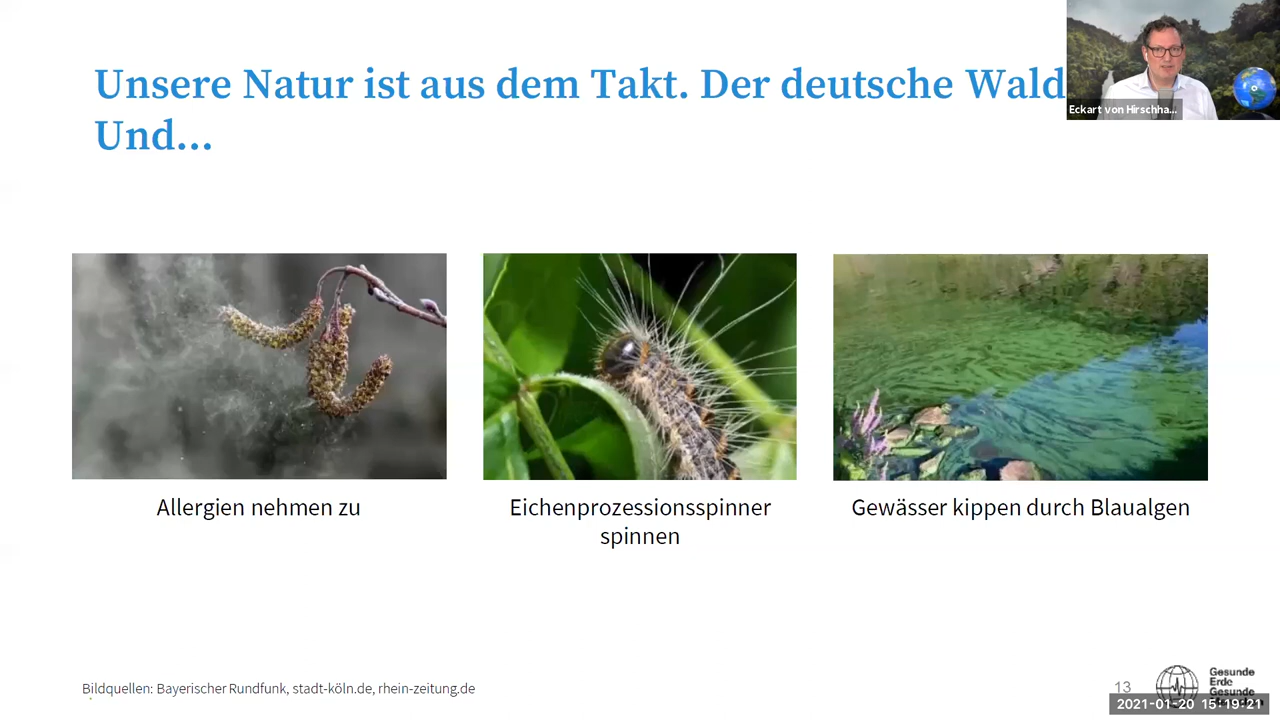 Unsere Natur ist aus dem Takt. Der deutsche Wald
Und...
Eckart von Hirschha...
Allergien nehmen zu
Eichenprozessionsspinner
spinnen
Gewässer kippen durch Blaualgen
Bildquellen: Bayerischer Rundfunk, stadt-köln.de, rhein-zeitung.de
13
Gesunde
Erde
Gesunde
2021-01-20 15:19:21